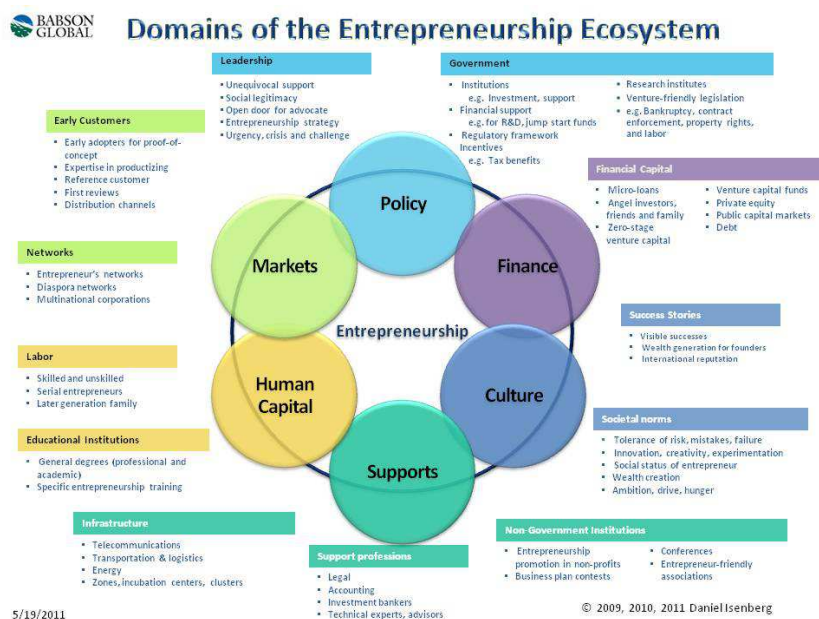 BABSON
GLOBAL
Domains of the Entrepreneurship Ecosystem
Leadership
▪ Unequivocal support
▪ Social legitimacy
▪ Open door for advocate
▪ Entrepreneurship strategy
▪ Urgency, crisis and challenge
Government
▪ Institutions
e.g. Investment, support
▪ Financial support
e.g. for R&D, jump start funds
▪ Regulatory framework
Incentives
e.g. Tax benefits
▪ Research institutes
▪ Venture-friendly legislation
▪ e.g. Bankruptcy, contract
enforcement, property rights,
and labor
Early Customers
▪ Early adopters for proof-of-
concept
▪ Expertise in productizing
▪ Reference customer
▪ First reviews
▪ Distribution channels
Financial Capital
▪ Micro-loans
▪ Angel investors,
friends and family
▪ Zero-stage
venture capital
▪ Venture capital funds
▪ Private equity
▪ Public capital markets
▪ Debt
Networks
▪ Entrepreneur's networks
▪ Diaspora networks
▪ Multinational corporations
Policy
Markets
Finance
Entrepreneurship
Human
Capital
Culture
Supports
Success Stories
▪ Visible successes
▪ Wealth generation for founders
▪ International reputation
Labor
▪ Skilled and unskilled
▪ Serial entrepreneurs
▪ Later generation family
Societal norms
▪ Tolerance of risk, mistakes, failure
▪ Innovation, creativity, experimentation
▪ Social status of entrepreneur
▪ Wealth creation
▪ Ambition, drive, hunger
Educational Institutions
▪ General degrees (professional and
academic)
▪ Specific entrepreneurship training
Infrastructure
▪ Telecommunications
▪ Transportation & logistics
▪ Energy
▪ Zones, incubation centers, clusters
Support professions
▪ Legal
▪ Accounting
▪ Investment bankers
▪ Technical experts, advisors
Non-Government Institutions
▪ Entrepreneurship
promotion in non-profits
▪ Business plan contests
▪ Conferences
▪ Entrepreneur-friendly
associations
5/19/2011
© 2009, 2010, 2011 Daniel Isenberg